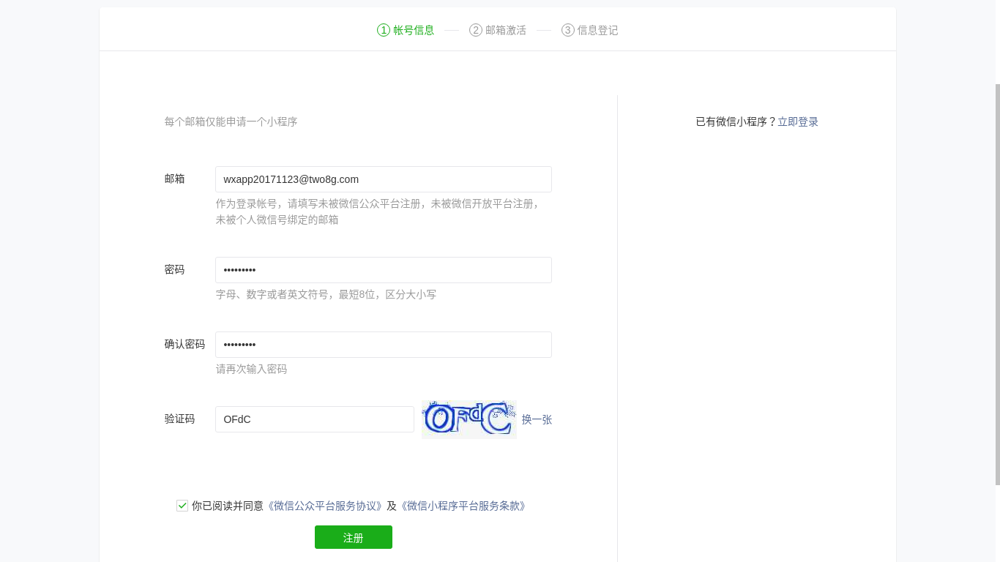 1 帐号信息 2 邮箱激活 3 信息登记
每个邮箱仅能申请一个小程序
已有微信小程序？立即登录
邮箱 wxapp20171123@two8g.com
作为登录帐号，请填写未被微信公众平台注册，未被微信开放平台注册，
未被个人微信号绑定的邮箱
密码 •••••••••
字母、数字或者英文符号，最短8位，区分大小写
确认密码 •••••••••
请再次输入密码
验证码 OFdC OFdC 换一张
你已阅读并同意《微信公众平台服务协议》及《微信小程序平台服务条款》
注册